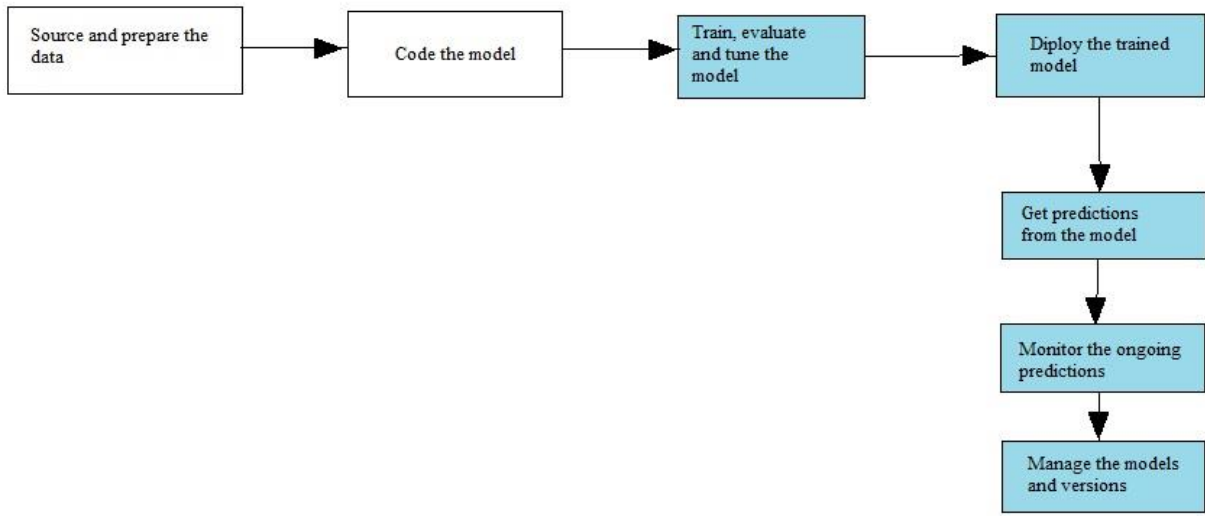 Source and prepare the
data
Code the model
Train, evaluate
and tune the
model
Diploy the trained
model
Get predictions
from the model
Monitor the ongoing
predictions
Manage the models
and versions